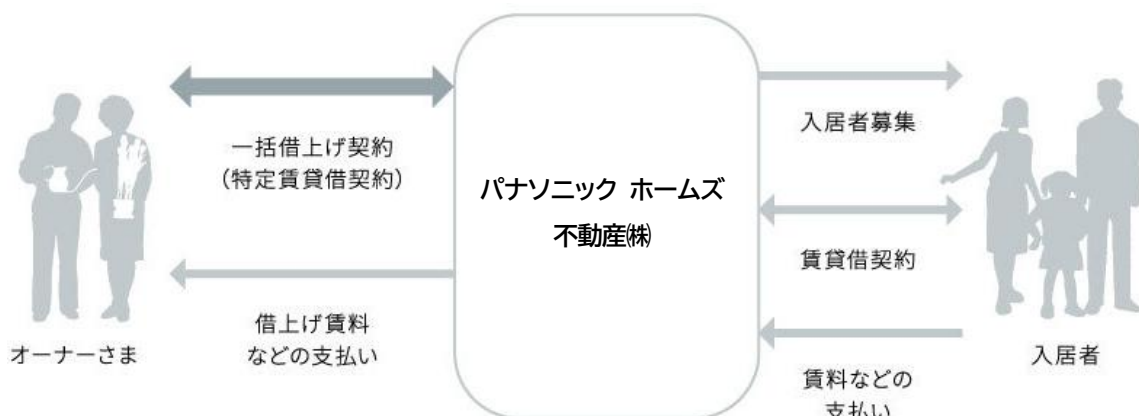 一括借上げ契約
（特定賃貸借契約）
借上げ賃料
などの支払い
オーナーさま
パナソニック ホームズ
不動産㈱
入居者募集
賃貸借契約
賃料などの
支払い
入居者